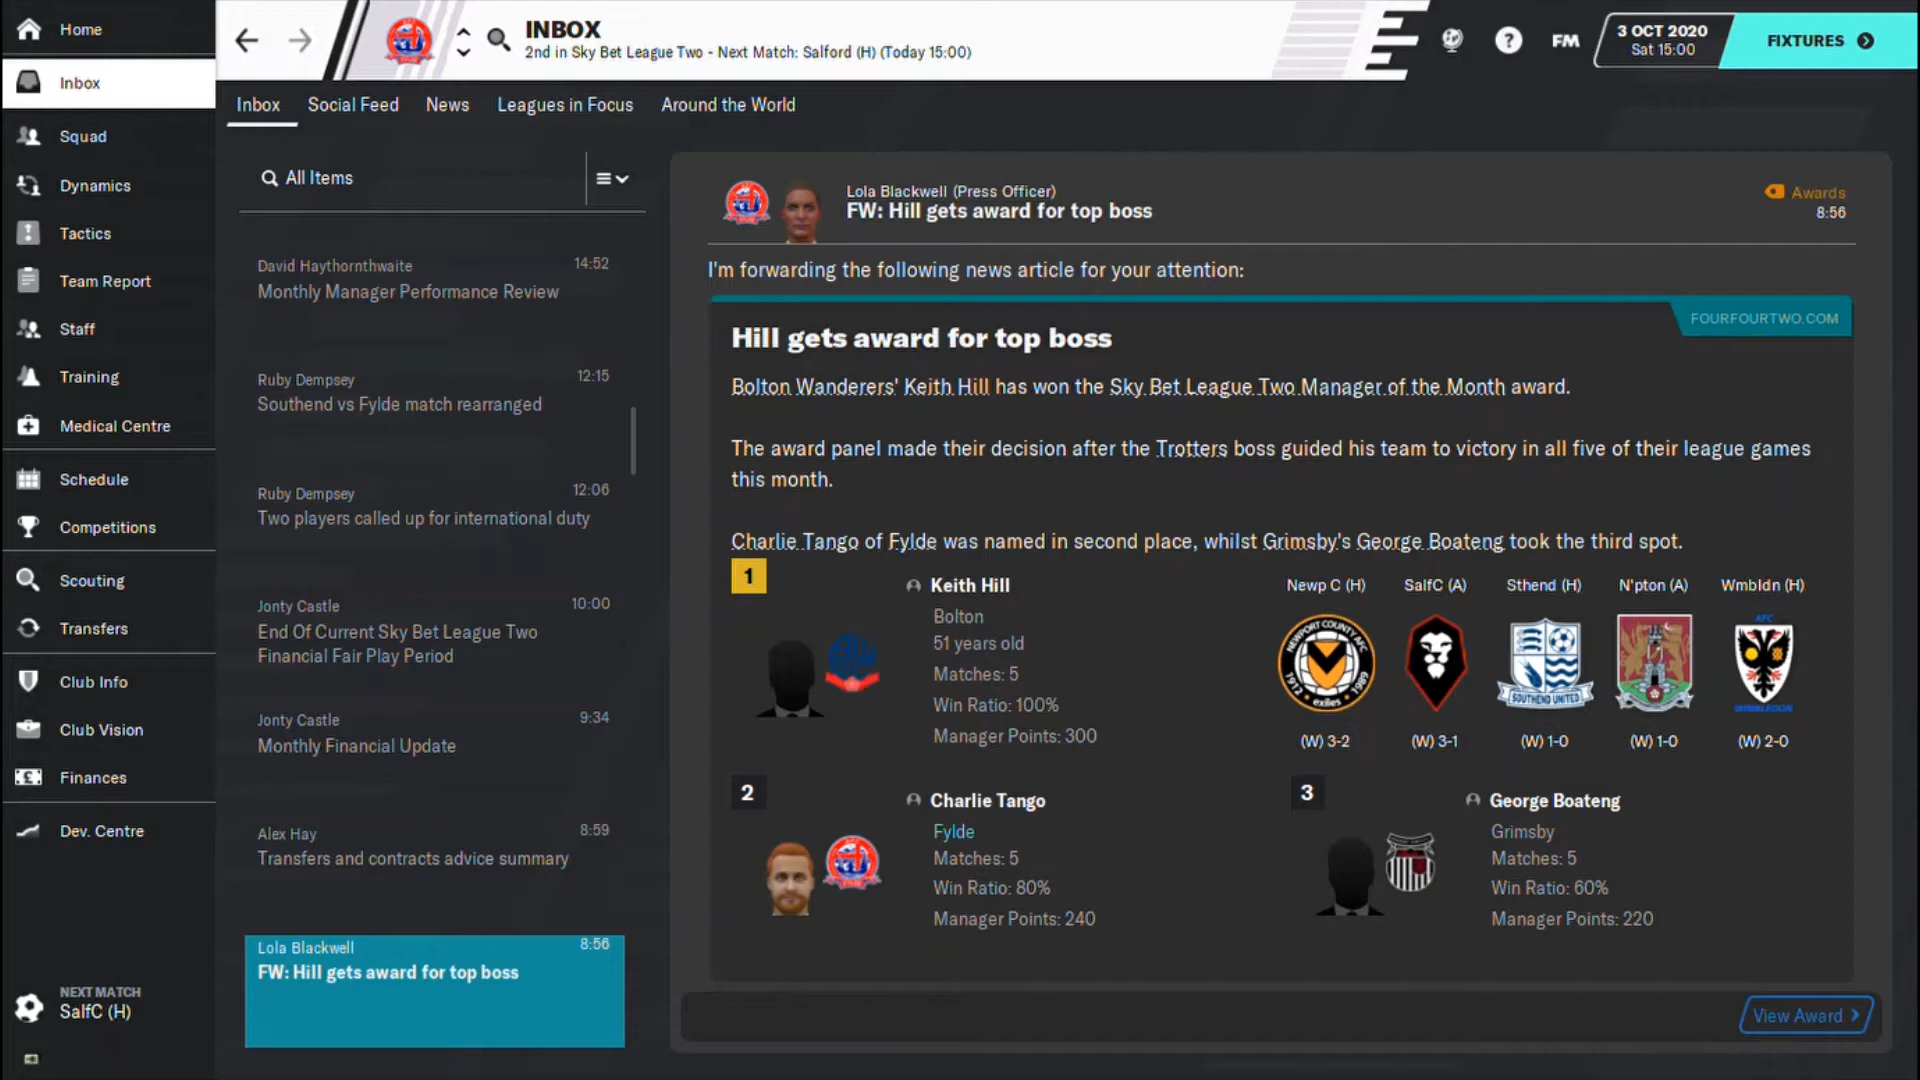 Home
Inbox
Squad
Dynamics
Tactics
Team Report
Staff
Training
Medical Centre
Schedule
Competitions
Scouting
Transfers
Club Info
Club Vision
Finances
Dev. Centre
NEXT MATCH
SalfC (H)
INBOX
2nd in Sky Bet League Two - Next Match: Salford (H) (Today 15:00)
?
FM
3 OCT 2020
Sat 15:00
FIXTURES
Inbox
Social Feed
News
Leagues in Focus
Around the World
All Items
David Haythornthwaite 14:52
Monthly Manager Performance Review
Ruby Dempsey 12:15
Southend vs Fylde match rearranged
Ruby Dempsey 12:06
Two players called up for international duty
Jonty Castle 10:00
End Of Current Sky Bet League Two
Financial Fair Play Period
Jonty Castle 9:34
Monthly Financial Update
Alex Hay 8:59
Transfers and contracts advice summary
Lola Blackwell 8:56
FW: Hill gets award for top boss
Lola Blackwell (Press Officer)
FW: Hill gets award for top boss
Awards
8:56
I'm forwarding the following news article for your attention:
FOURFOURTWO.COM
Hill gets award for top boss
Bolton Wanderers' Keith Hill has won the Sky Bet League Two Manager of the Month award.
The award panel made their decision after the Trotters boss guided his team to victory in all five of their league games
this month.
Charlie Tango of Fylde was named in second place, whilst Grimsby's George Boateng took the third spot.
1
Keith Hill
Bolton
51 years old
Matches: 5
Win Ratio: 100%
Manager Points: 300
Newp C (H) SalfC (A) Sthend (H) N'pton (A) Wmbldn (H)
NEWPORT COUNTY AFC
1912 exiles 1989
SOUTHEND UNITED
AFC
WIMBLEDON
(W) 3-2 (W) 3-1 (W) 1-0 (W) 1-0 (W) 2-0
2
Charlie Tango
Fylde
Matches: 5
Win Ratio: 80%
Manager Points: 240
3
George Boateng
Grimsby
Matches: 5
Win Ratio: 60%
Manager Points: 220
View Award